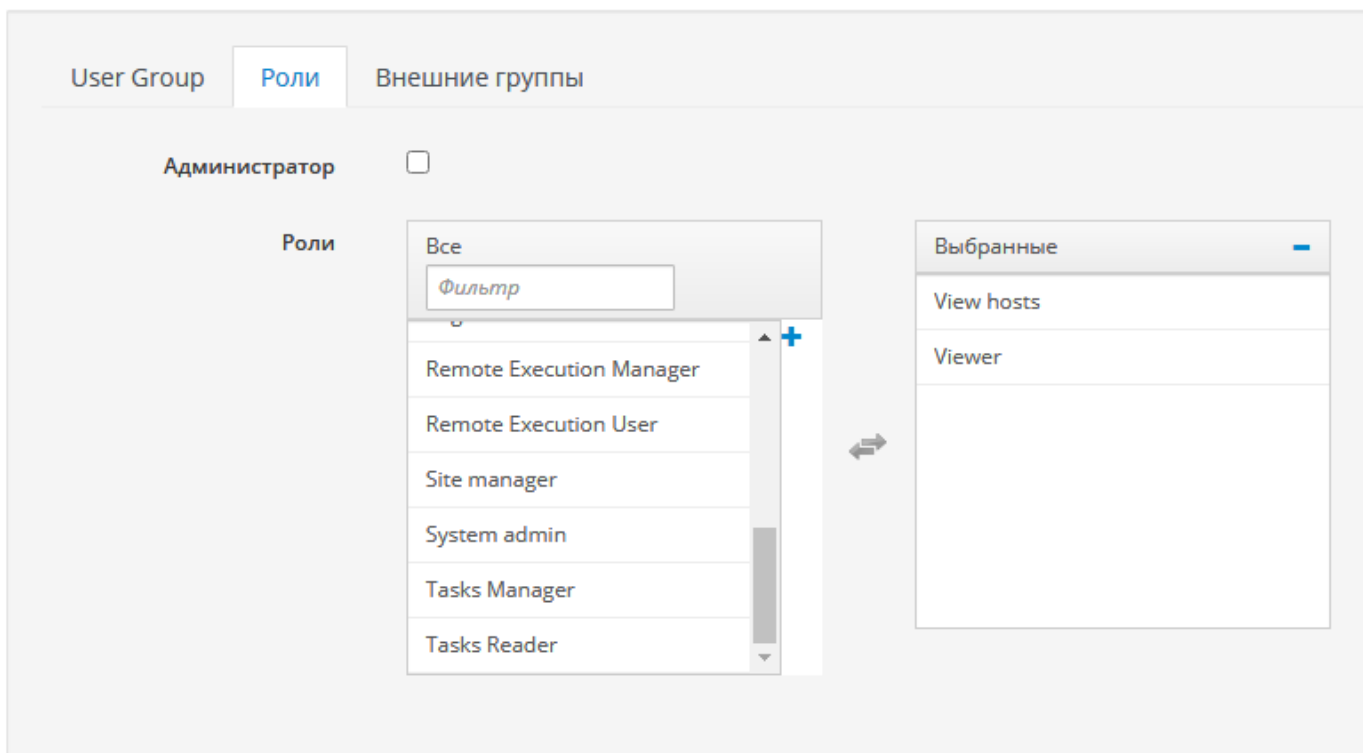 User Group Роли Внешние группы
Администратор
Роли
Все
Фильтр
Remote Execution Manager
Remote Execution User
Site manager
System admin
Tasks Manager
Tasks Reader
Выбранные
View hosts
Viewer